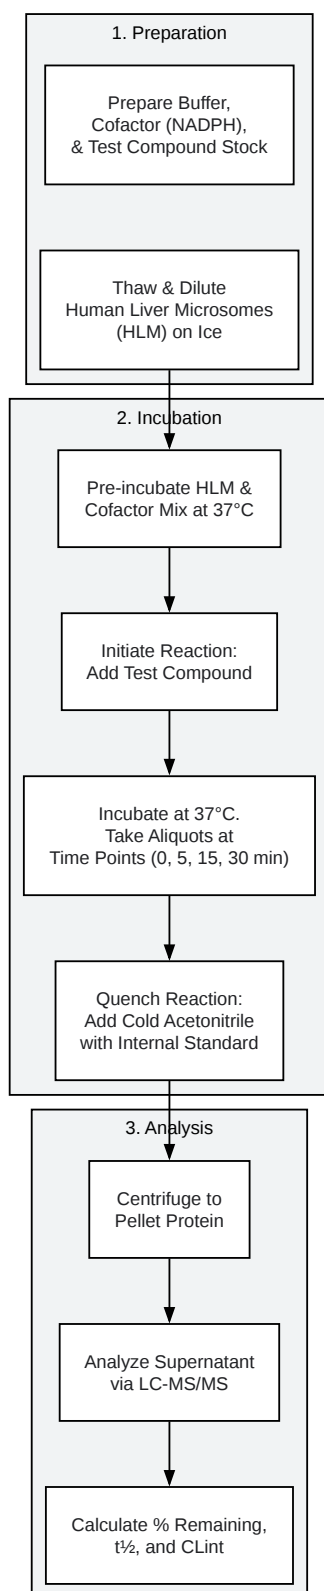 1. Preparation
Prepare Buffer,
Cofactor (NADPH),
& Test Compound Stock
Thaw & Dilute
Human Liver Microsomes
(HLM) on Ice
2. Incubation
Pre-incubate HLM &
Cofactor Mix at 37°C
Initiate Reaction:
Add Test Compound
Incubate at 37°C.
Take Aliquots at
Time Points (0, 5, 15, 30 min)
Quench Reaction:
Add Cold Acetonitrile
with Internal Standard
3. Analysis
Centrifuge to
Pellet Protein
Analyze Supernatant
via LC-MS/MS
Calculate % Remaining,
t½, and CLint